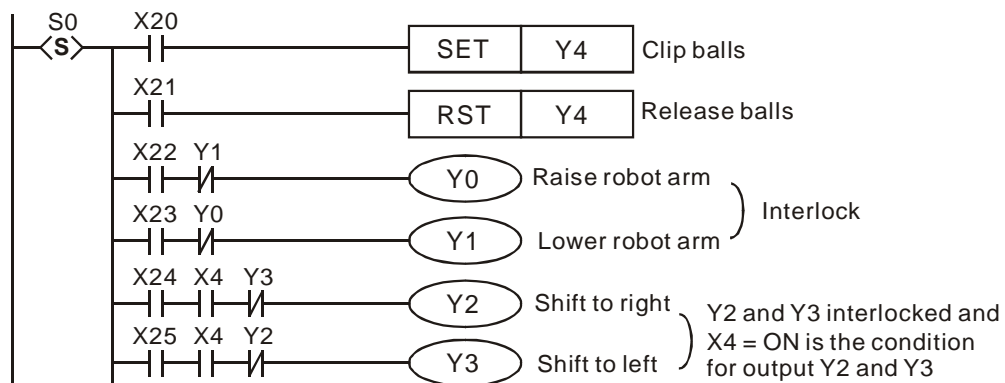 S0 X20
S SET Y4 Clip balls
X21
RST Y4 Release balls
X22 Y1
Y0 Raise robot arm
Interlock
X23 Y0
Y1 Lower robot arm
X24 X4 Y3
Y2 Shift to right
Y2 and Y3 interlocked and
X4 = ON is the condition
for output Y2 and Y3
X25 X4 Y2
Y3 Shift to left